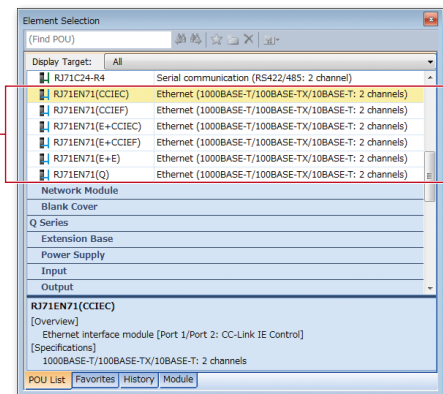 Element Selection
(Find POU)
Display Target: All
RJ71C24-R4 Serial communication (RS422/485: 2 channel)
RJ71EN71(CCIEC) Ethernet (1000BASE-T/100BASE-TX/10BASE-T: 2 channels)
RJ71EN71(CCIEF) Ethernet (1000BASE-T/100BASE-TX/10BASE-T: 2 channels)
RJ71EN71(E+CCIEC) Ethernet (1000BASE-T/100BASE-TX/10BASE-T: 2 channels)
RJ71EN71(E+CCIEF) Ethernet (1000BASE-T/100BASE-TX/10BASE-T: 2 channels)
RJ71EN71(E+E) Ethernet (1000BASE-T/100BASE-TX/10BASE-T: 2 channels)
RJ71EN71(Q) Ethernet (1000BASE-T/100BASE-TX/10BASE-T: 2 channels)
Network Module
Blank Cover
Q Series
Extension Base
Power Supply
Input
Output
RJ71EN71(CCIEC)
[Overview]
Ethernet interface module [Port 1/Port 2: CC-Link IE Control]
[Specifications]
1000BASE-T/100BASE-TX/10BASE-T: 2 channels
POU List Favorites History Module